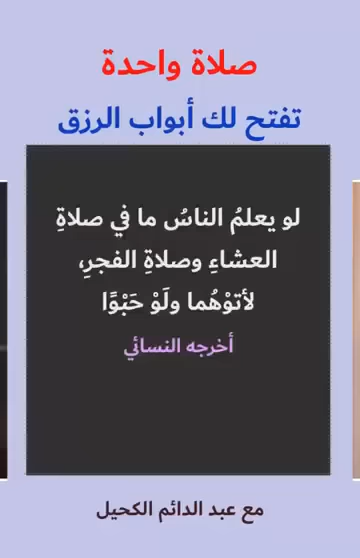 صلاة واحدة
تفتح لك أبواب الرزق
لو يعلمُ الناسُ ما في صلاةِ
العشاءِ وصلاةِ الفجرِ،
لأتوْهُما ولَوْ حَبْوًا
أخرجه النسائي
مع عبد الدائم الكحيل